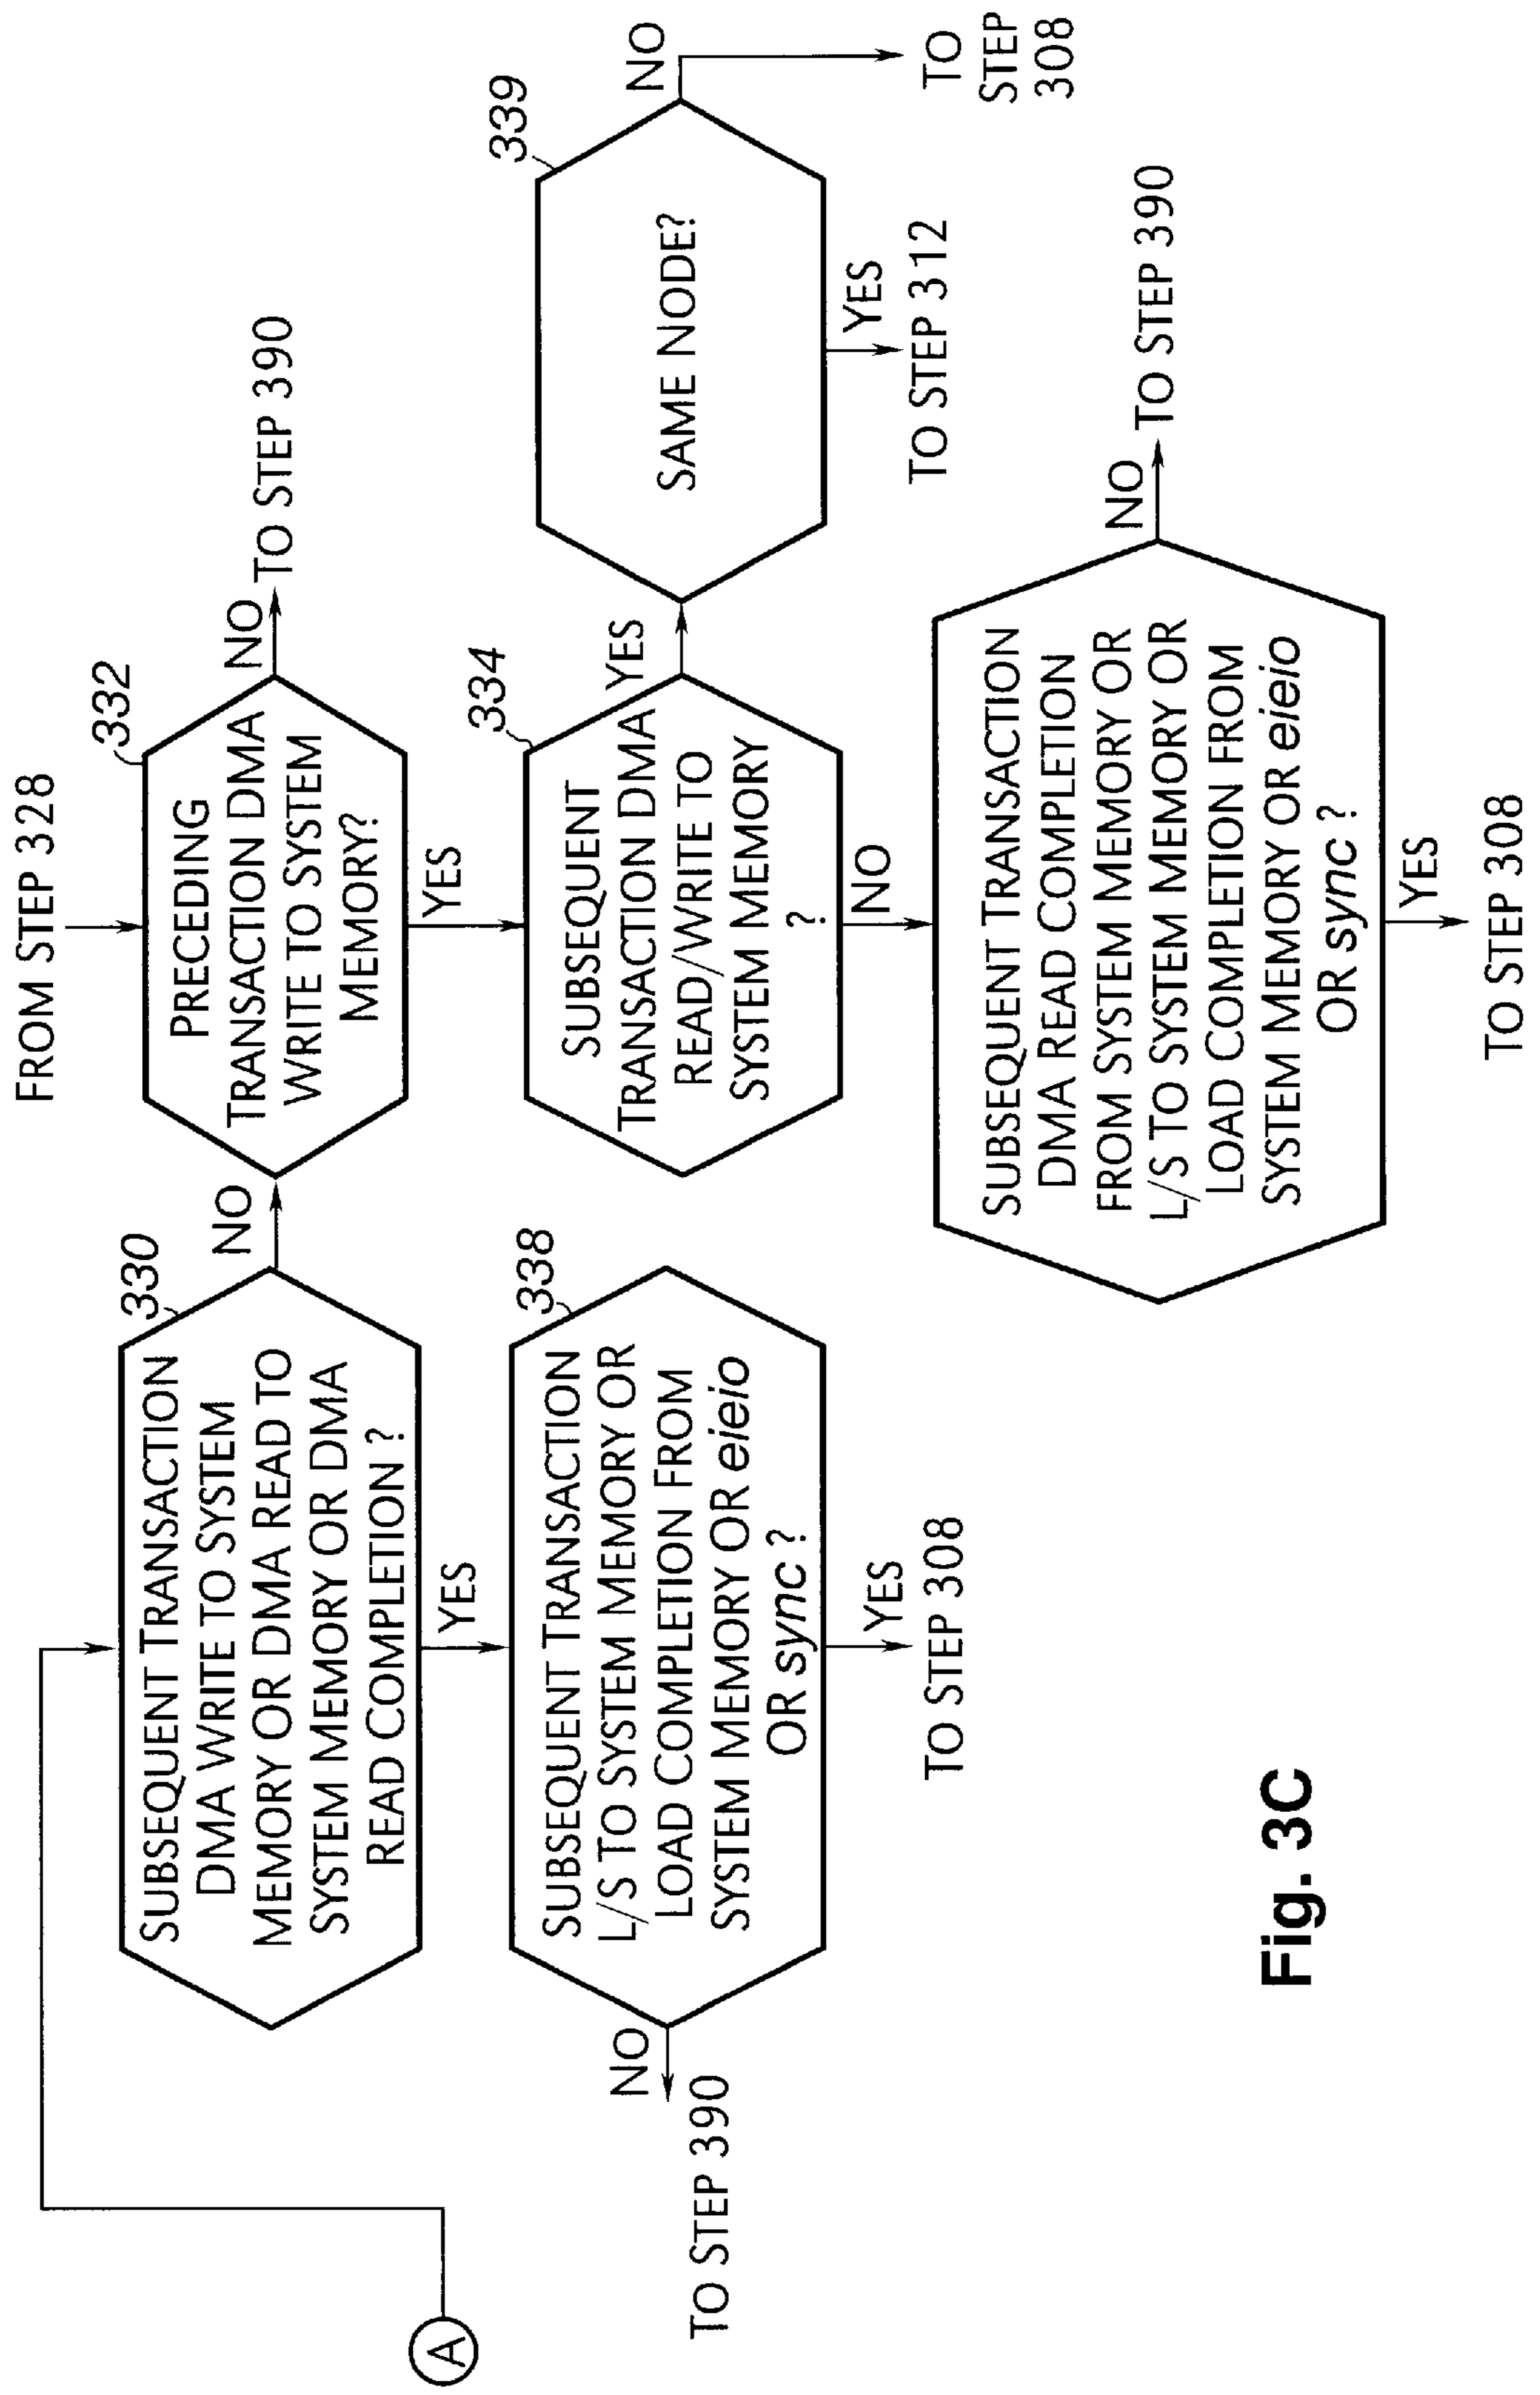 A
330
SUBSEQUENT TRANSACTION
DMA WRITE TO SYSTEM
MEMORY OR DMA READ TO
SYSTEM MEMORY OR DMA
READ COMPLETION ?
NO
YES
338
SUBSEQUENT TRANSACTION
L/S TO SYSTEM MEMORY OR
LOAD COMPLETION FROM
SYSTEM MEMORY OR eieio
OR sync ?
NO
TO STEP 390
YES
TO STEP 308
FROM STEP 328
332
PRECEDING
TRANSACTION DMA
WRITE TO SYSTEM
MEMORY?
NO
TO STEP 390
YES
334
SUBSEQUENT
TRANSACTION DMA
READ/WRITE TO
SYSTEM MEMORY
?
YES
NO
339
SAME NODE?
NO
TO
STEP
308
YES
TO STEP 312
SUBSEQUENT TRANSACTION
DMA READ COMPLETION
FROM SYSTEM MEMORY OR
L/S TO SYSTEM MEMORY OR
LOAD COMPLETION FROM
SYSTEM MEMORY OR eieio
OR sync ?
NO
TO STEP 390
YES
TO STEP 308
Fig. 3C